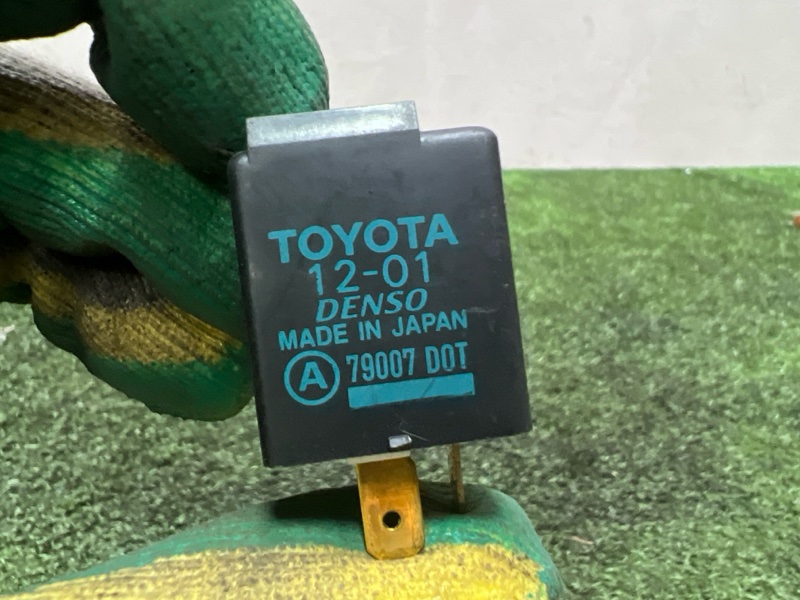 TOYOTA
12-01
DENSO
MADE IN JAPAN
A 79007 DOT